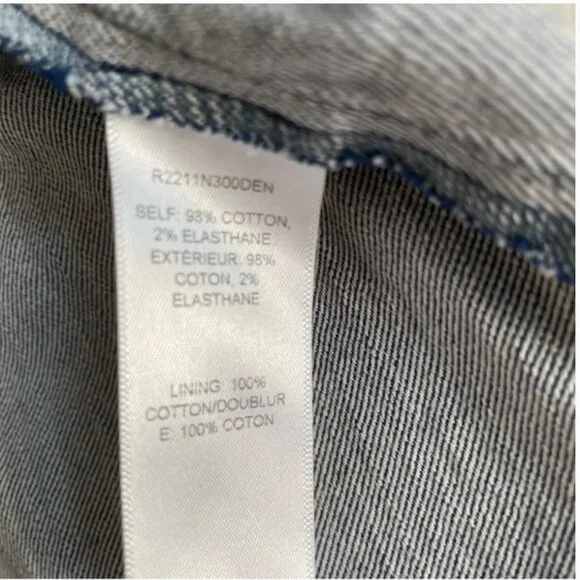 R2211N300DEN
SELF: 98% COTTON,
2% ELASTHANE
EXTÉRIEUR: 98%
COTON, 2%
ELASTHANE
LINING 100%
COTTON/DOUBLUR
E: 100% COTON